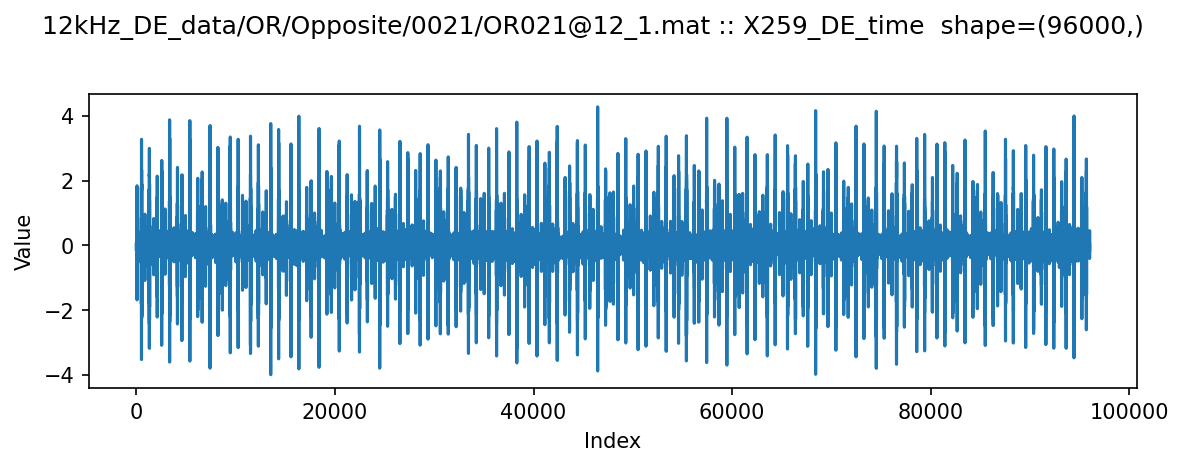 12kHz_DE_data/OR/Opposite/0021/OR021@12_1.mat :: X259_DE_time  shape=(96000,)
4
2
0
−2
−4
Value
0 20000 40000 60000 80000 100000
Index